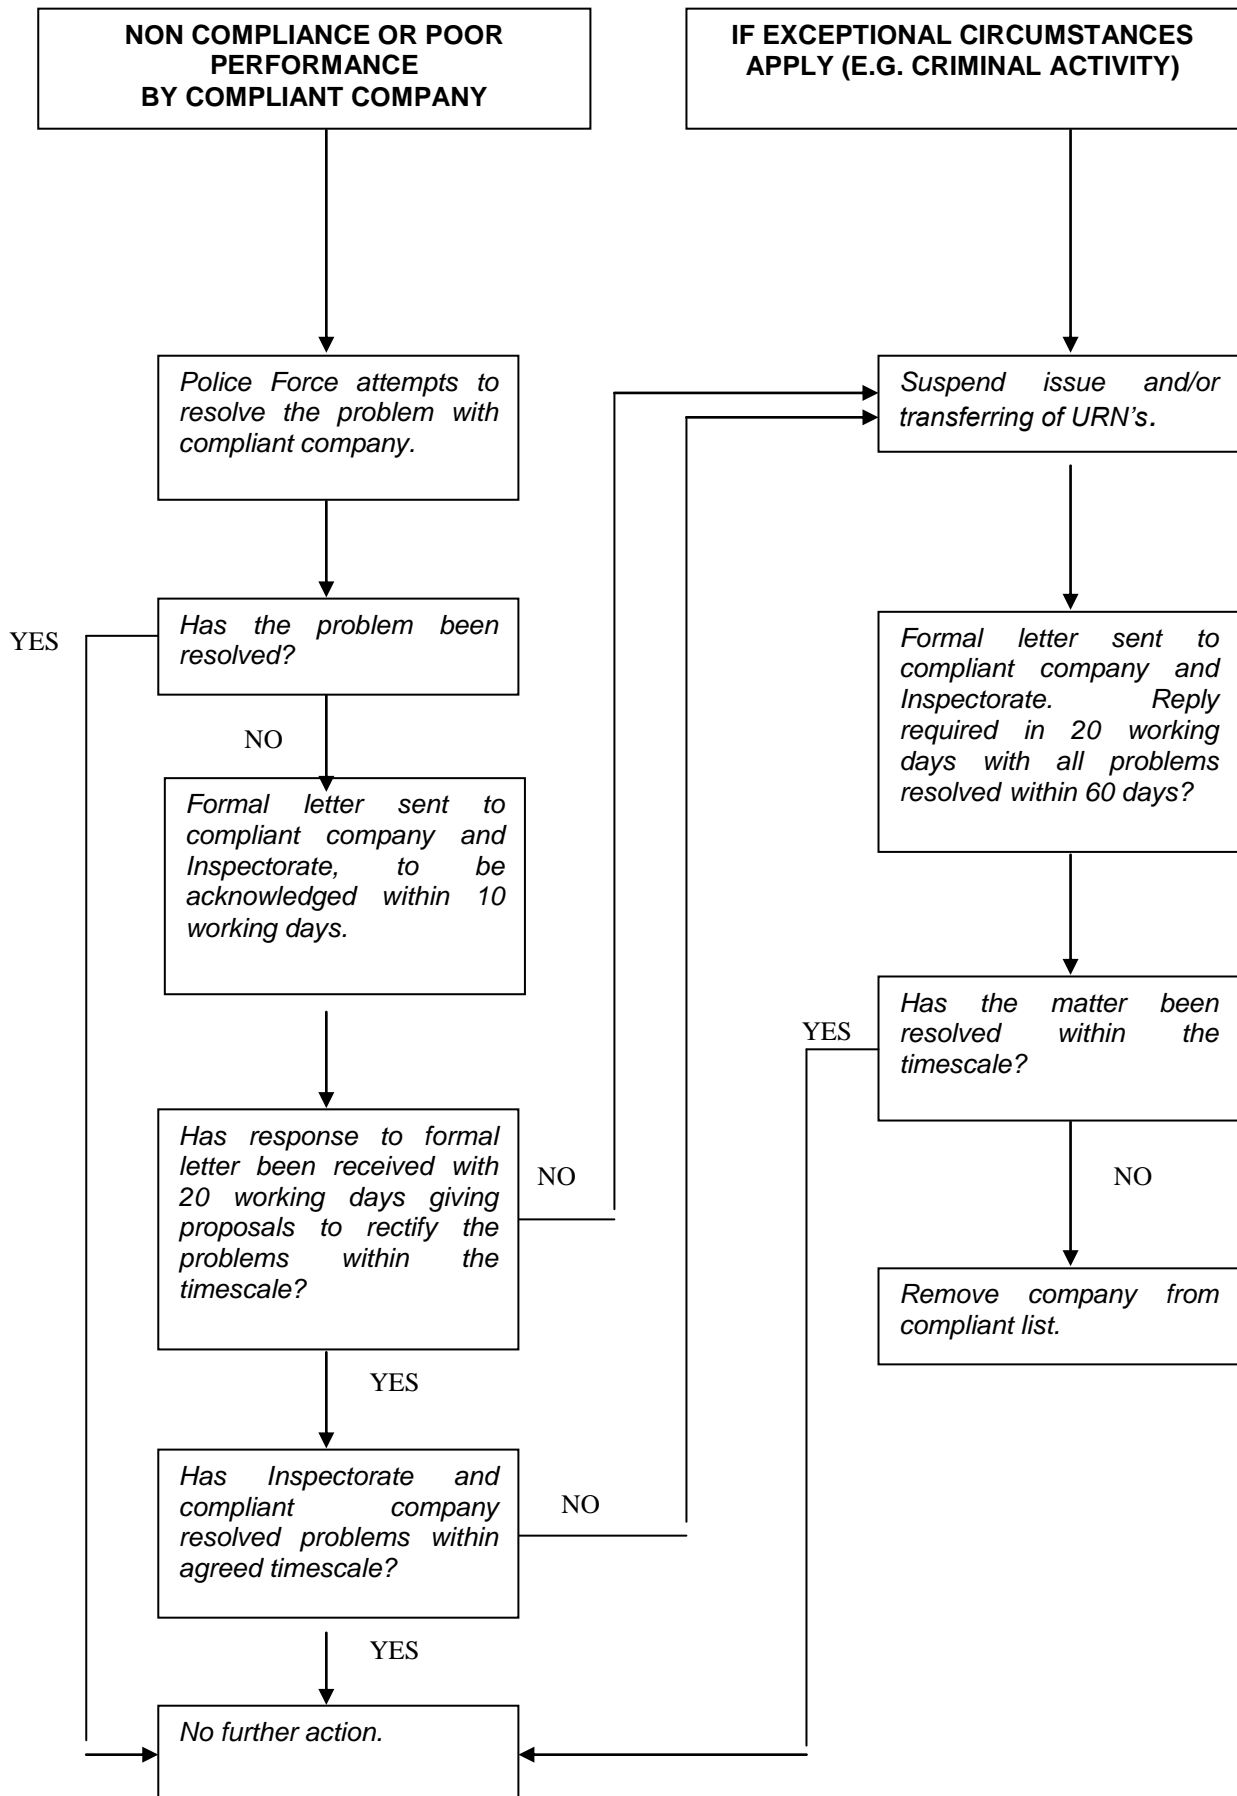 NON COMPLIANCE OR POOR
PERFORMANCE
BY COMPLIANT COMPANY
IF EXCEPTIONAL CIRCUMSTANCES
APPLY (E.G. CRIMINAL ACTIVITY)
Police Force attempts to
resolve the problem with
compliant company.
Suspend issue and/or
transferring of URN's.
YES
Has the problem been
resolved?
NO
Formal letter sent to
compliant company and
Inspectorate, to be
acknowledged within 10
working days.
Formal letter sent to
compliant company and
Inspectorate. Reply
required in 20 working
days with all problems
resolved within 60 days?
Has response to formal
letter been received with
20 working days giving
proposals to rectify the
problems within the
timescale?
NO
YES
YES
Has the matter been
resolved within the
timescale?
NO
Remove company from
compliant list.
Has Inspectorate and
compliant company
resolved problems within
agreed timescale?
NO
YES
No further action.